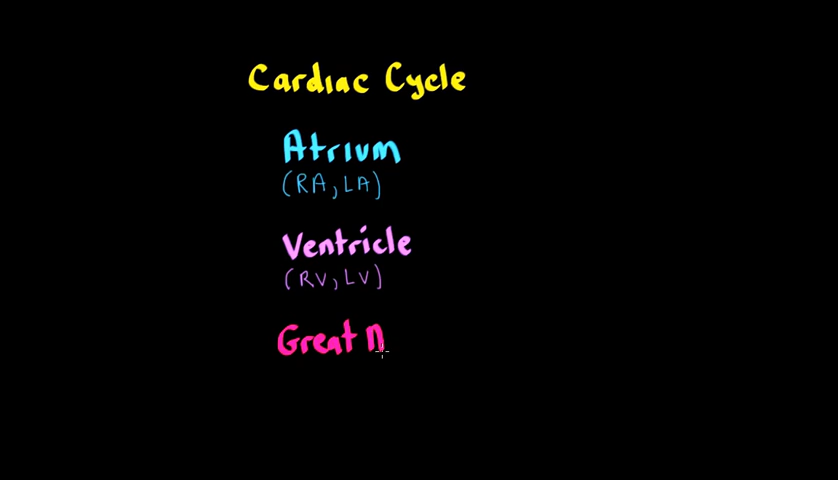 Cardiac Cycle
Atrium
(RA, LA)
Ventricle
(RV, LV)
Great